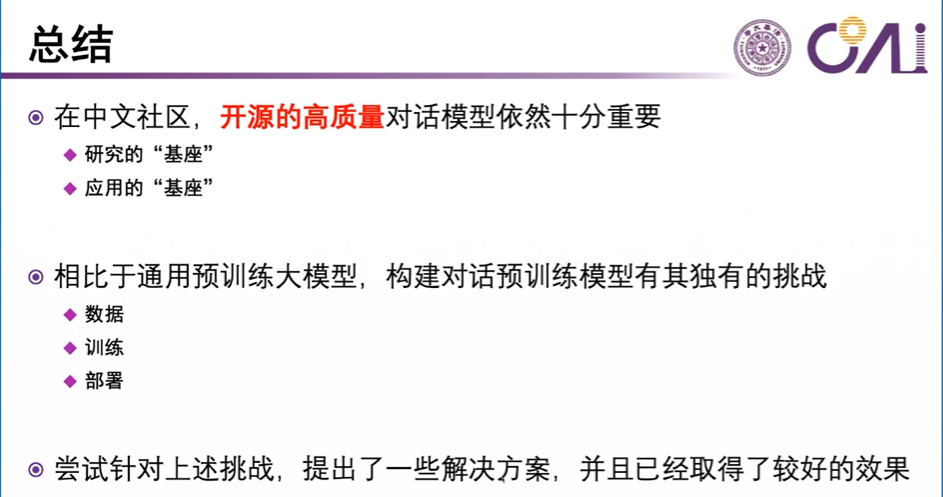 总结
COAI
在中文社区，开源的高质量对话模型依然十分重要
研究的“基座”
应用的“基座”
相比于通用预训练大模型，构建对话预训练模型有其独有的挑战
数据
训练
部署
尝试针对上述挑战，提出了一些解决方案，并且已经取得了较好的效果